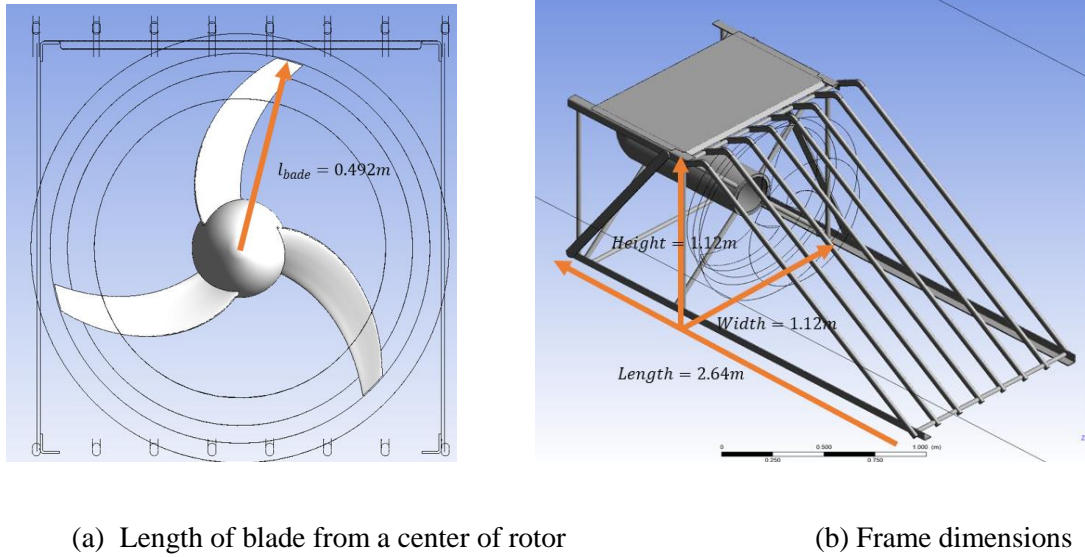 l_bade = 0.492m
Height = 1.12m
Width = 1.12m
Length = 2.64m
0 0.500 1.000 (m)
0.250 0.750
z
(a) Length of blade from a center of rotor (b) Frame dimensions